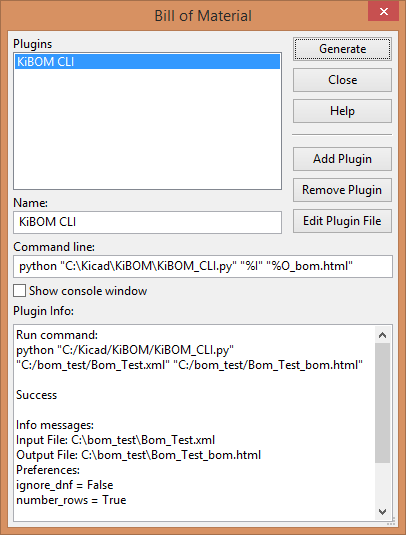 Bill of Material
Plugins
KiBOM CLI
Generate
Close
Help
Add Plugin
Remove Plugin
Edit Plugin File
Name:
KiBOM CLI
Command line:
python "C:\Kicad\KiBOM\KiBOM_CLI.py" "%I" "%O_bom.html"
Show console window
Plugin Info:
Run command:
python "C:/Kicad/KiBOM/KiBOM_CLI.py"
"C:/bom_test/Bom_Test.xml" "C:/bom_test/Bom_Test_bom.html"
Success
Info messages:
Input File: C:\bom_test\Bom_Test.xml
Output File: C:\bom_test\Bom_Test_bom.html
Preferences:
ignore_dnf = False
number_rows = True